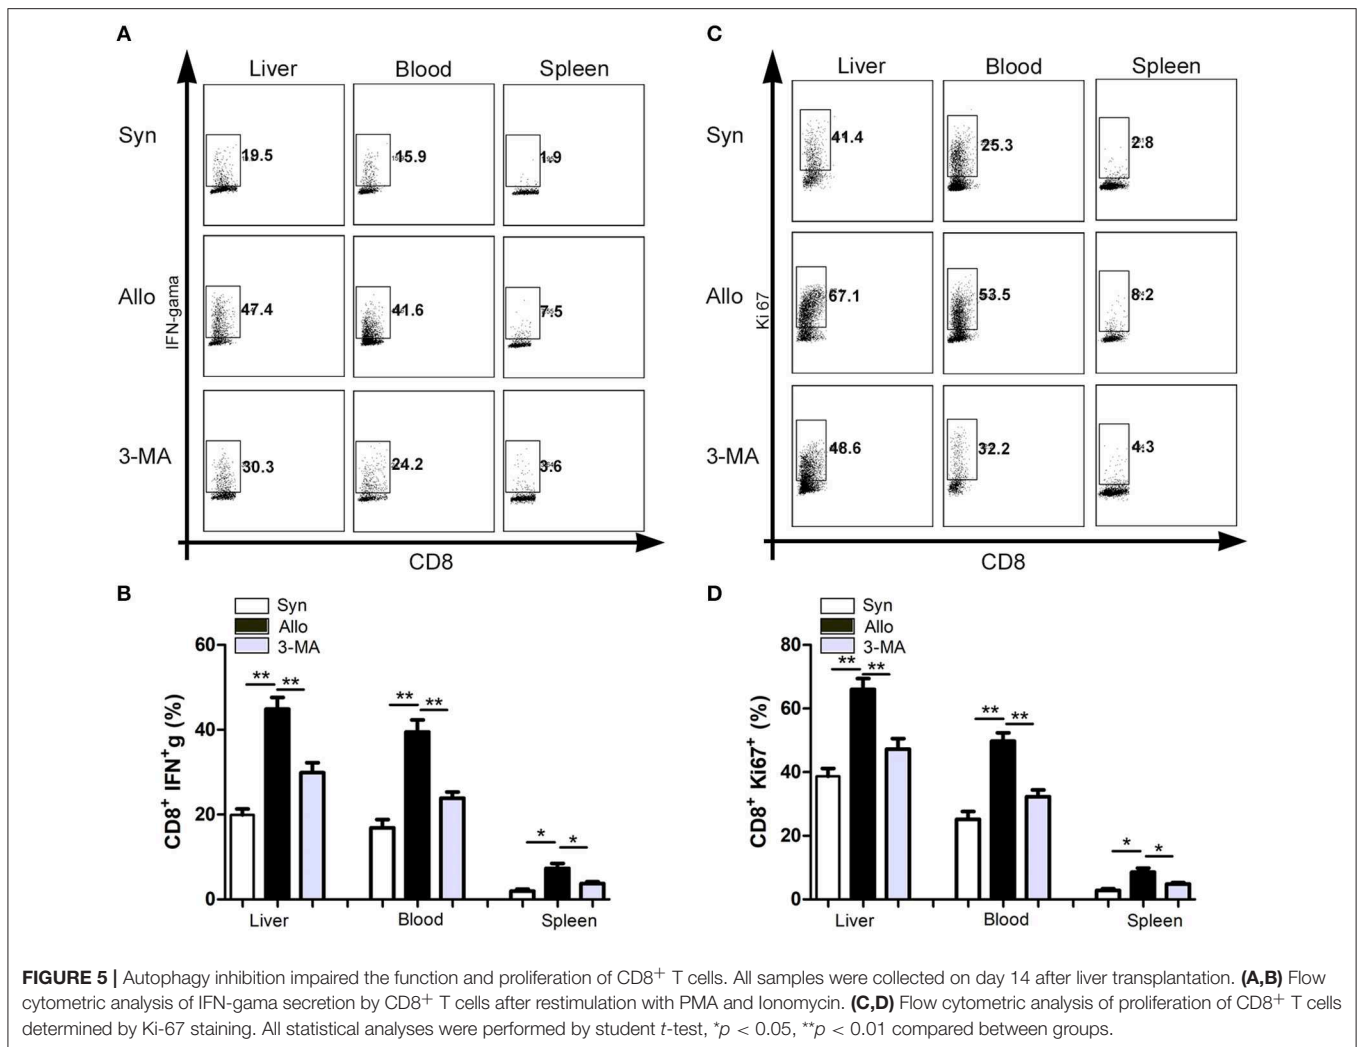 A
Liver Blood Spleen
Syn
19.5 15.9 1.9
Allo
47.4 41.6 7.5
IFN-gama
3-MA
30.3 24.2 3.6
CD8
C
Liver Blood Spleen
Syn
41.4 25.3 2.8
Allo
67.1 53.5 8.2
Ki 67
3-MA
48.6 32.2 4.3
CD8
B
Syn
Allo
3-MA
60
40
20
0
CD8+ IFN+g (%)
** **
** **
* *
Liver Blood Spleen
D
Syn
Allo
3-MA
80
60
40
20
0
CD8+ Ki67+ (%)
** **
** **
* *
Liver Blood Spleen
FIGURE 5 | Autophagy inhibition impaired the function and proliferation of CD8+ T cells. All samples were collected on day 14 after liver transplantation. (A,B) Flow
cytometric analysis of IFN-gama secretion by CD8+ T cells after restimulation with PMA and Ionomycin. (C,D) Flow cytometric analysis of proliferation of CD8+ T cells
determined by Ki-67 staining. All statistical analyses were performed by student t-test, *p < 0.05, **p < 0.01 compared between groups.